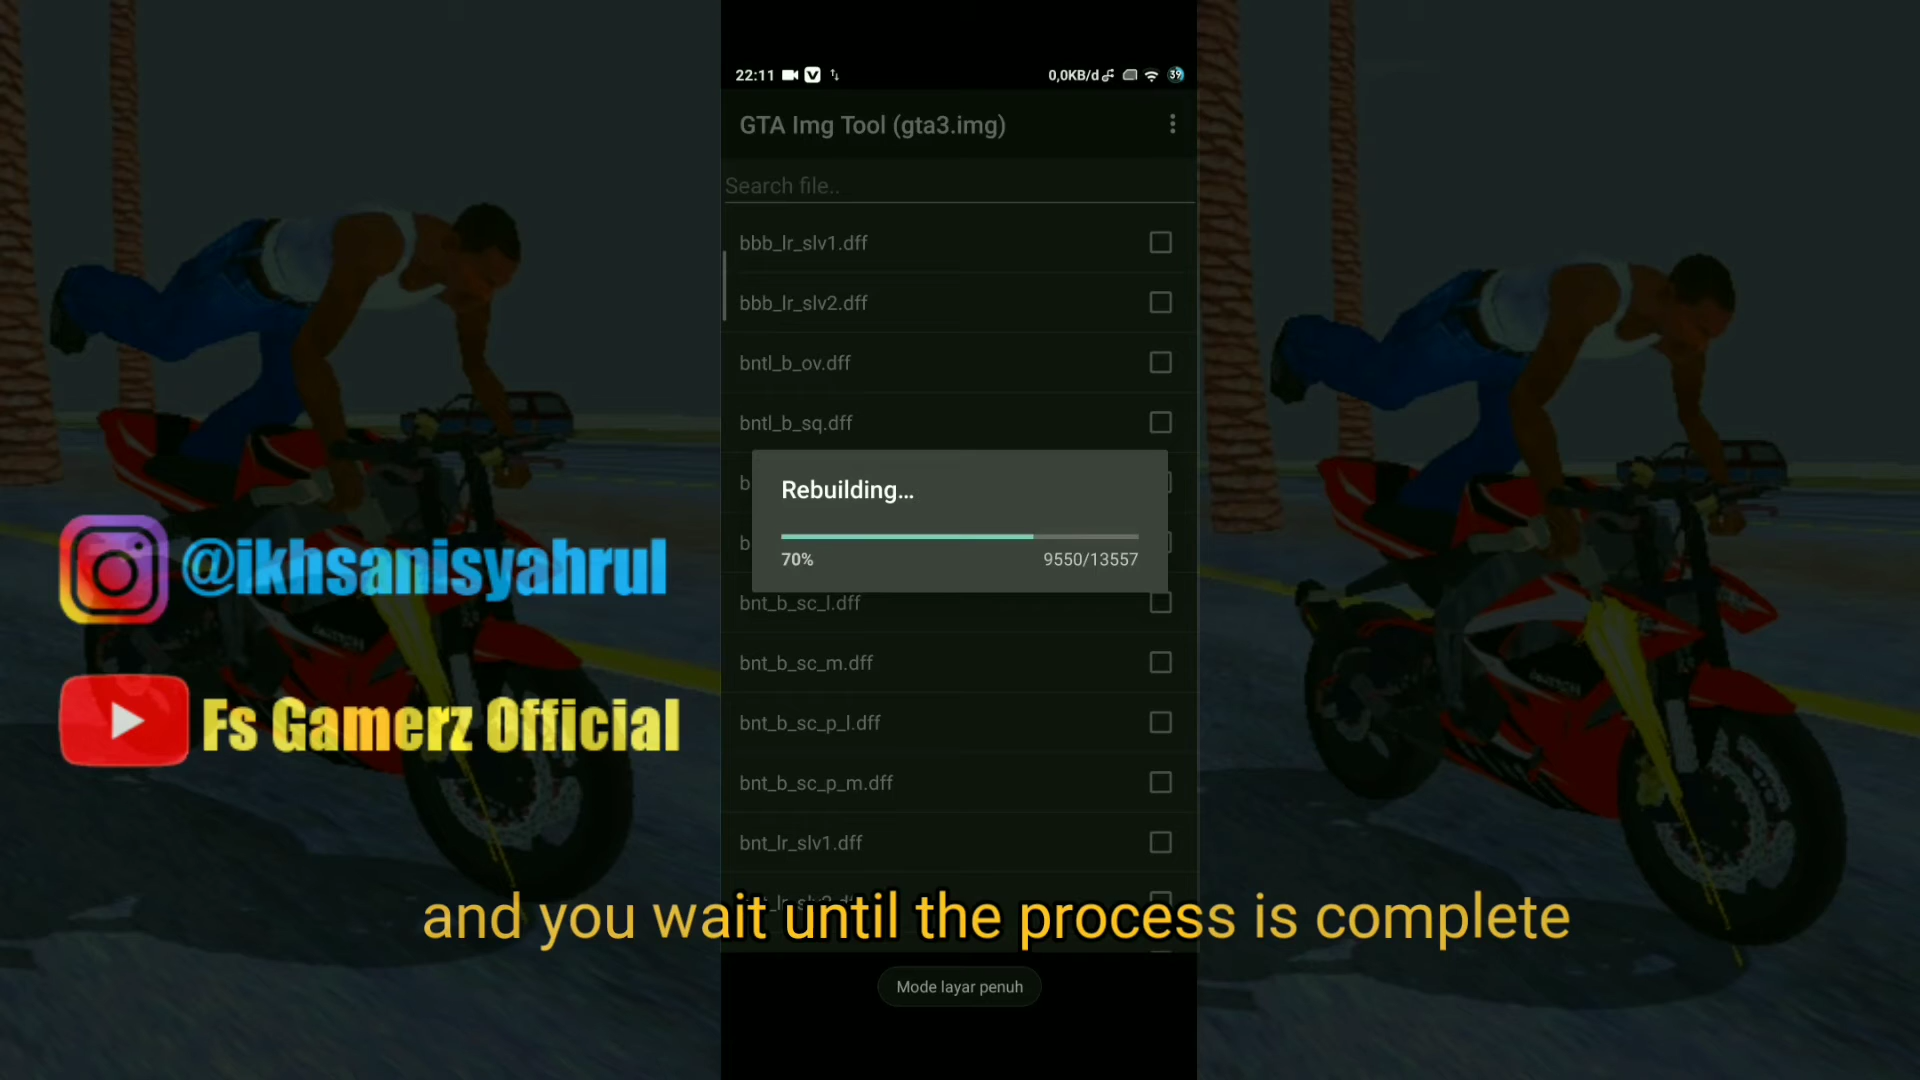 22:11
0,0KB/d
39
GTA Img Tool (gta3.img)
Search file..
bbb_lr_slv1.dff
bbb_lr_slv2.dff
bntl_b_ov.dff
bntl_b_sq.dff
b
Rebuilding...
b
70%
9550/13557
bnt_b_sc_l.dff
bnt_b_sc_m.dff
bnt_b_sc_p_l.dff
bnt_b_sc_p_m.dff
bnt_lr_slv1.dff
@ikhsanisyahrul
Fs Gamerz Official
and you wait until the process is complete
Mode layar penuh